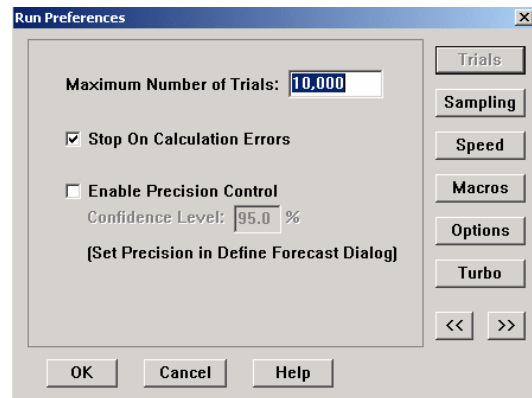 Run Preferences
Maximum Number of Trials: 10,000
Stop On Calculation Errors
Enable Precision Control
Confidence Level: 95.0 %
(Set Precision in Define Forecast Dialog)
Trials
Sampling
Speed
Macros
Options
Turbo
<< >>
OK Cancel Help